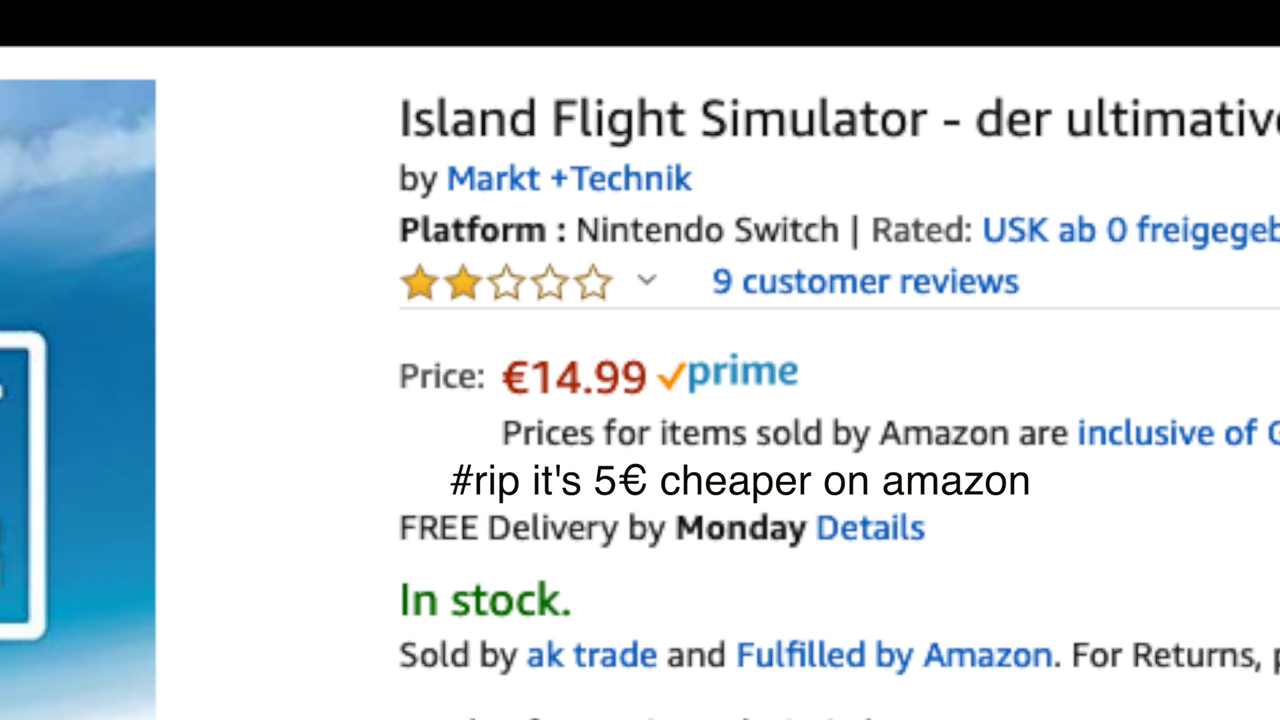 Island Flight Simulator - der ultimative
by Markt +Technik
Platform : Nintendo Switch | Rated: USK ab 0 freigegeb
9 customer reviews
Price: €14.99 prime
Prices for items sold by Amazon are inclusive of G
#rip it's 5€ cheaper on amazon
FREE Delivery by Monday Details
In stock.
Sold by ak trade and Fulfilled by Amazon. For Returns, p